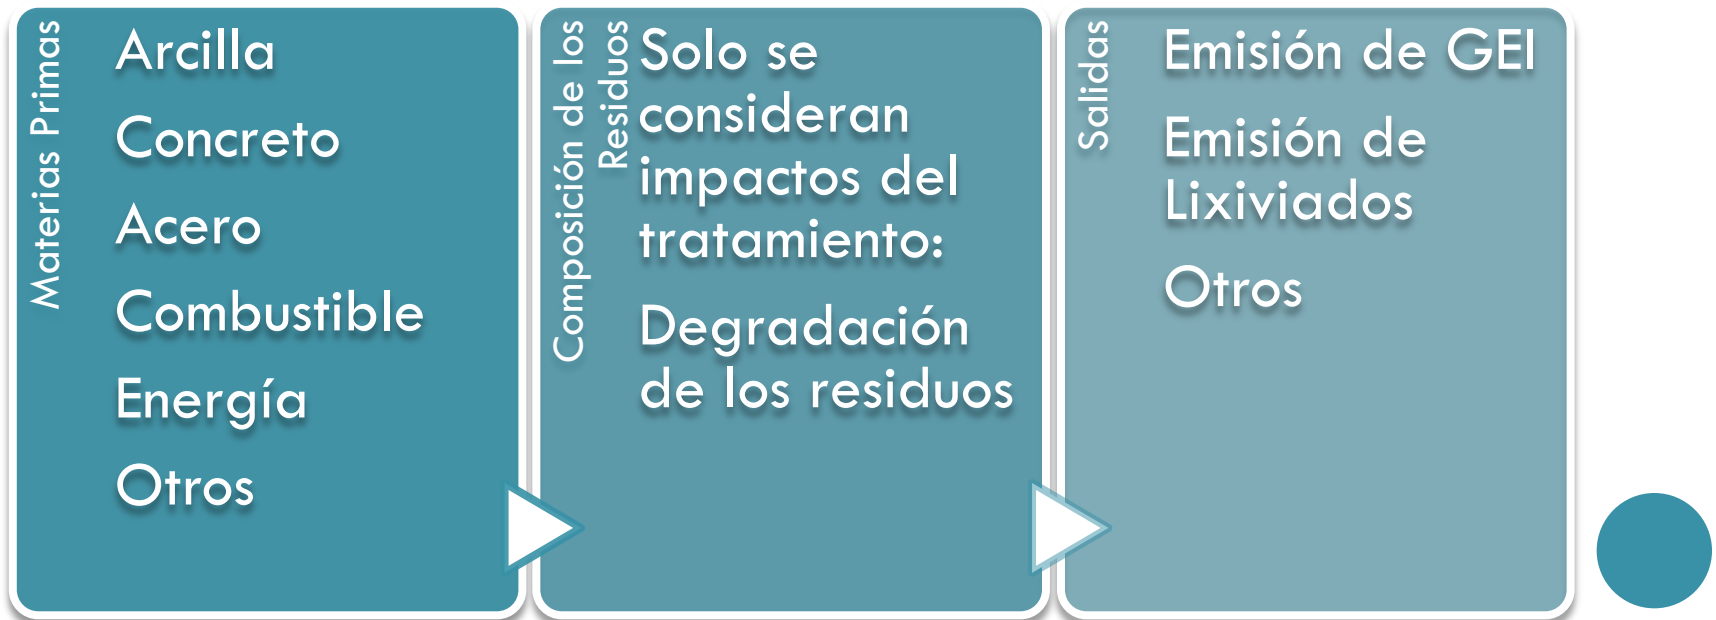 Materias Primas
Arcilla
Concreto
Acero
Combustible
Energía
Otros
Composición de los
Residuos
Solo se
consideran
impactos del
tratamiento:
Degradación
de los residuos
Salidas
Emisión de GEI
Emisión de
Lixiviados
Otros